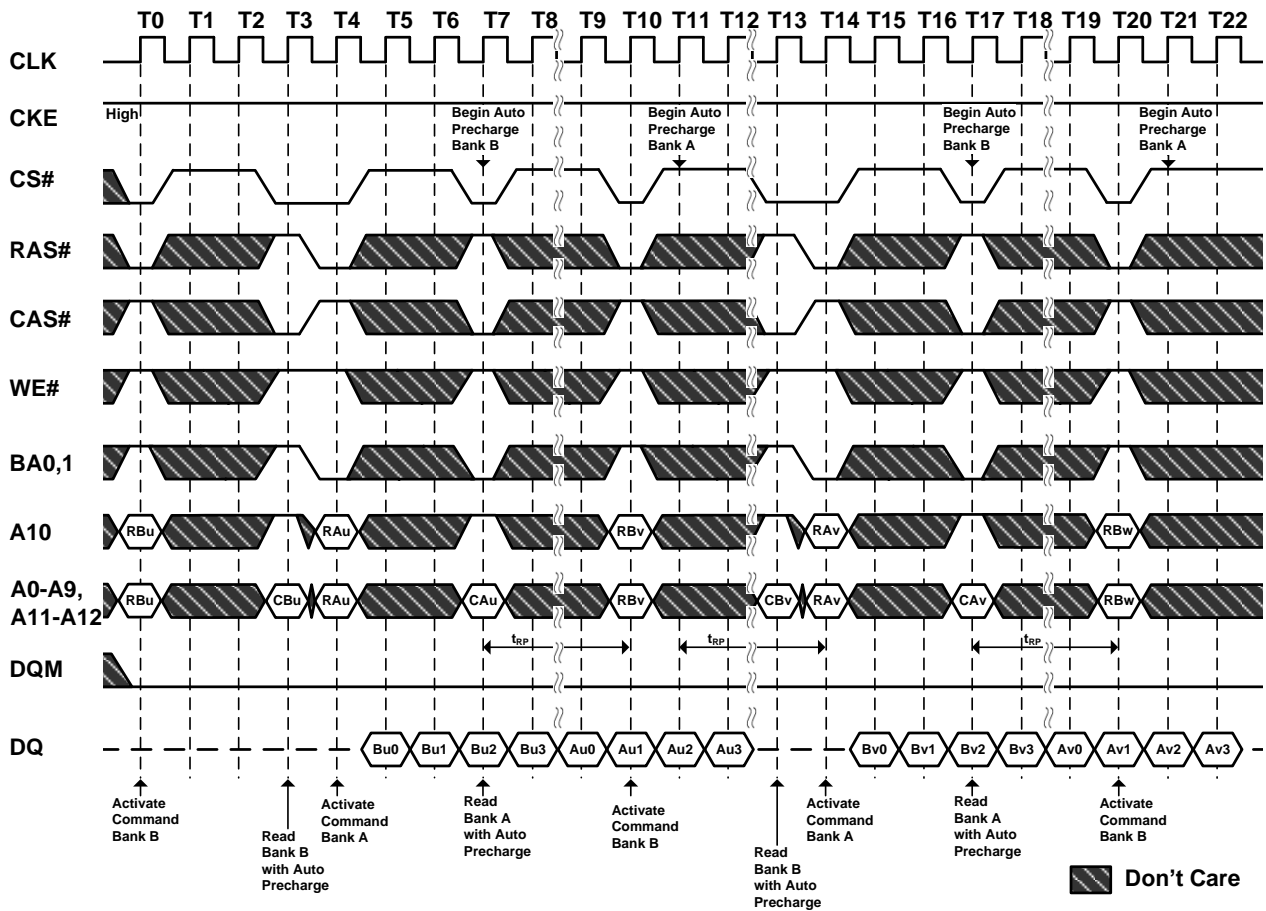 T0 T1 T2 T3 T4 T5 T6 T7 T8 T9 T10 T11 T12 T13 T14 T15 T16 T17 T18 T19 T20 T21 T22
CLK
CKE
High
Begin Auto
Precharge
Bank B
Begin Auto
Precharge
Bank A
Begin Auto
Precharge
Bank B
Begin Auto
Precharge
Bank A
CS#
RAS#
CAS#
WE#
BA0,1
A10
RBu RAu RBv RAv RBw
A0-A9,
A11-A12
RBu CBu RAu CAu RBv CBv RAv CAv RBw
tRP tRP tRP
DQM
DQ
Bu0 Bu1 Bu2 Bu3 Au0 Au1 Au2 Au3 Bv0 Bv1 Bv2 Bv3 Av0 Av1 Av2 Av3
Activate
Command
Bank B
Read
Bank B
with Auto
Precharge
Activate
Command
Bank A
Read
Bank A
with Auto
Precharge
Activate
Command
Bank B
Read
Bank B
with Auto
Precharge
Activate
Command
Bank A
Read
Bank A
with Auto
Precharge
Activate
Command
Bank B
Don't Care